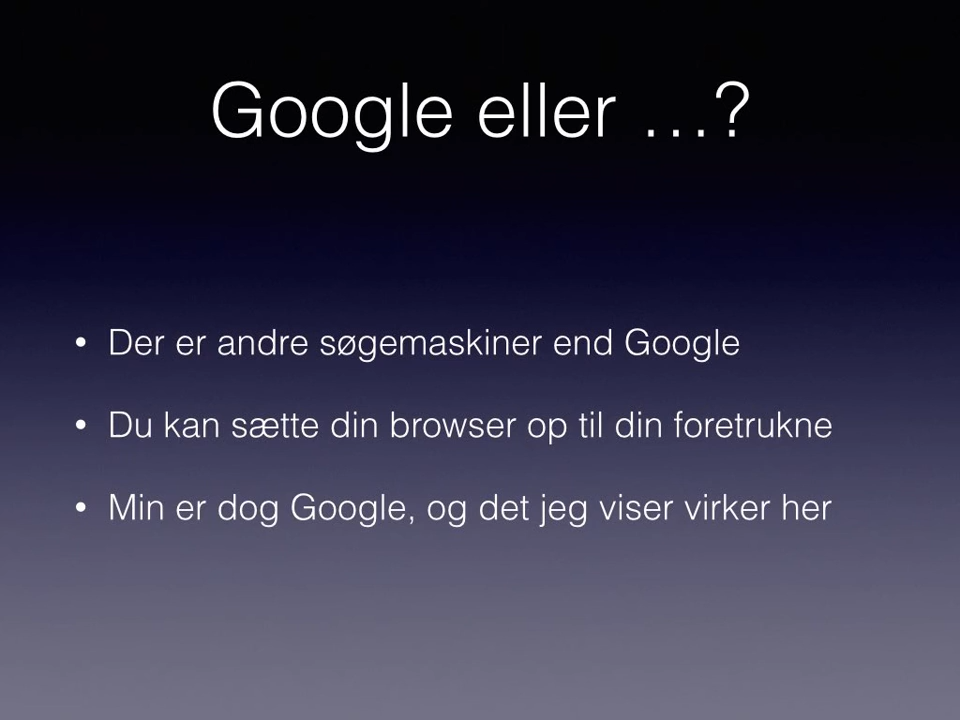 Google eller …?
• Der er andre søgemaskiner end Google
• Du kan sætte din browser op til din foretrukne
• Min er dog Google, og det jeg viser virker her